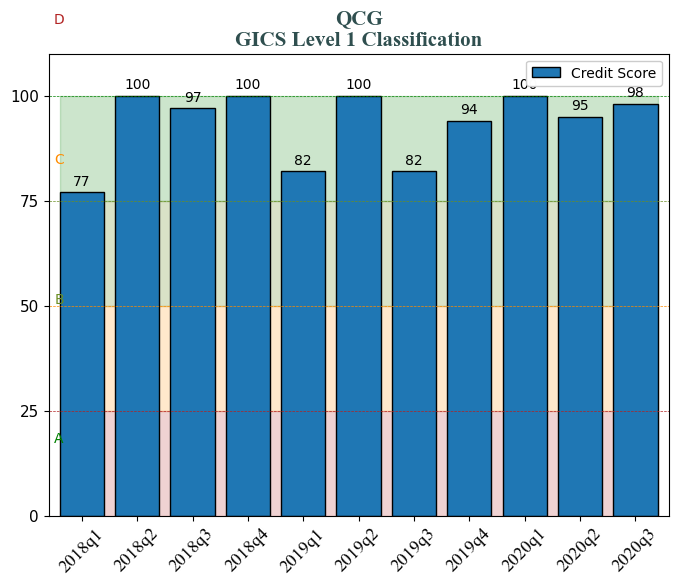 D
QCG
GICS Level 1 Classification
Credit Score
100
100
100
100
100
97
98
94
95
C
82
82
77
75
B
50
25
A
0
2018q1
2018q2
2018q3
2018q4
2019q1
2019q2
2019q3
2019q4
2020q1
2020q2
2020q3